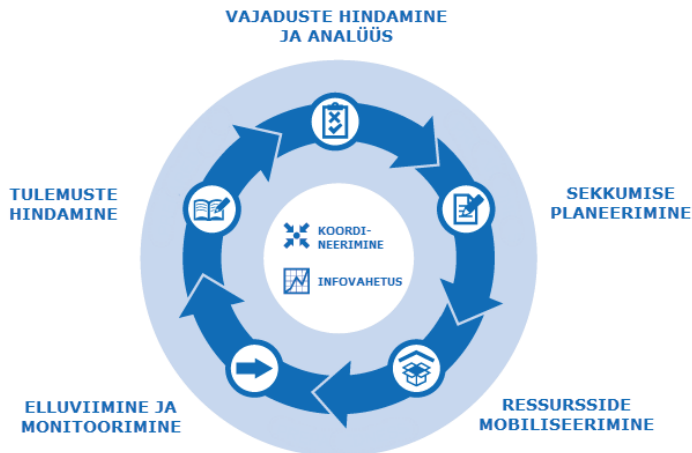 VAJADUSTE HINDAMINE
JA ANALÜÜS
TULEMUSTE
HINDAMINE
SEKKUMISE
PLANEERIMINE
KOORDI-
NEERIMINE
INFOVAHETUS
ELLUVIIMINE JA
MONITOORIMINE
RESSURSSIDE
MOBILISEERIMINE